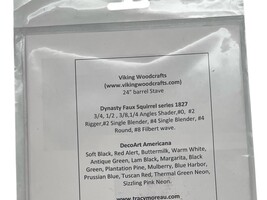 Viking Woodcrafts
(www.vikingwoodcrafts.com)
24" barrel Stave
Dynasty Faux Squirrel series 1827
3/4, 1/2 , 3/8,1/4 Angles Shader,#0, #2
Rigger,#2 Single Blender, #4 Single Blender, #4
Round, #8 Filbert wave.
DecoArt Americana
Soft Black, Red Alert, Buttermilk, Warm White,
Antique Green, Lam Black, Margarita, Black
Green, Plantation Pine, Mulberry, Blue Harbor,
Prussian Blue, Tuscan Red, Thermal Green Neon,
Sizzling Pink Neon.
www.tracymoreau.com